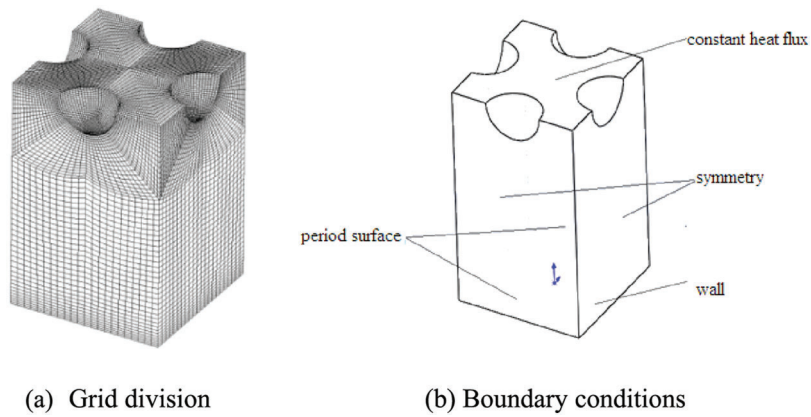 constant heat flux
symmetry
period surface
wall
(a) Grid division
(b) Boundary conditions